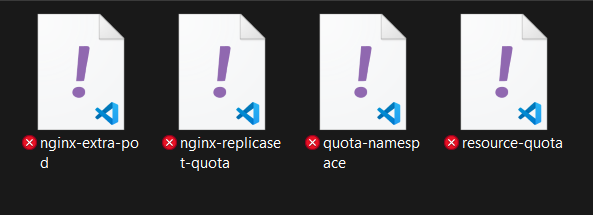 nginx-extra-po
d
nginx-replicase
t-quota
quota-namesp
ace
resource-quota